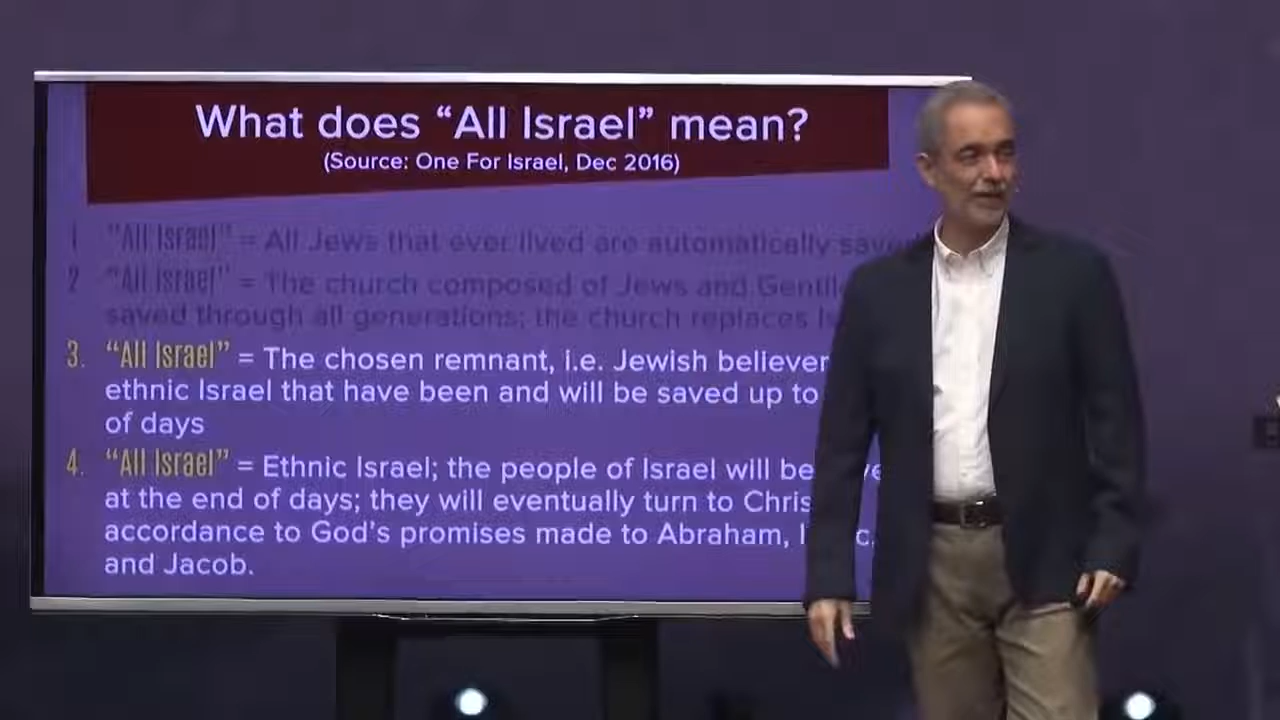 What does “All Israel” mean?
(Source: One For Israel, Dec 2016)
1 “All Israel” = All Jews that ever lived are automatically
2 “All Israel” = The church composed of Jews and
saved through all generations; the church replaces
3. “All Israel” = The chosen remnant, i.e. Jewish
ethnic Israel that have been and will be saved up to
of days
4. “All Israel” = Ethnic Israel; the people of Israel will be
at the end of days; they will eventually turn to
accordance to God’s promises made to Abraham,
and Jacob.